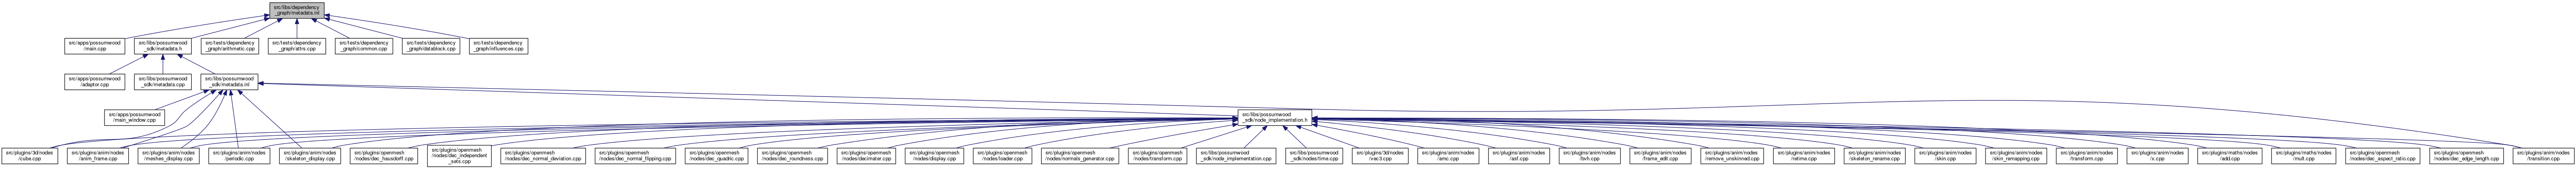 src/libs/dependency
_graph/metadata.inl
src/apps/possumwood
/main.cpp
src/libs/possumwood
_sdk/metadata.h
src/tests/dependency
_graph/arithmetic.cpp
src/tests/dependency
_graph/attrs.cpp
src/tests/dependency
_graph/common.cpp
src/tests/dependency
_graph/datablock.cpp
src/tests/dependency
_graph/influences.cpp
src/apps/possumwood
/adaptor.cpp
src/libs/possumwood
_sdk/metadata.cpp
src/libs/possumwood
_sdk/metadata.inl
src/apps/possumwood
/main_window.cpp
src/libs/possumwood
_sdk/node_implementation.h
src/plugins/3d/nodes
/cube.cpp
src/plugins/anim/nodes
/anim_frame.cpp
src/plugins/anim/nodes
/meshes_display.cpp
src/plugins/anim/nodes
/periodic.cpp
src/plugins/anim/nodes
/skeleton_display.cpp
src/plugins/openmesh
/nodes/dec_hausdorff.cpp
src/plugins/openmesh
/nodes/dec_independent
_sets.cpp
src/plugins/openmesh
/nodes/dec_normal_deviation.cpp
src/plugins/openmesh
/nodes/dec_normal_flipping.cpp
src/plugins/openmesh
/nodes/dec_quadric.cpp
src/plugins/openmesh
/nodes/dec_roundness.cpp
src/plugins/openmesh
/nodes/decimater.cpp
src/plugins/openmesh
/nodes/display.cpp
src/plugins/openmesh
/nodes/loader.cpp
src/plugins/openmesh
/nodes/normals_generator.cpp
src/plugins/openmesh
/nodes/transform.cpp
src/libs/possumwood
_sdk/node_implementation.cpp
src/libs/possumwood
_sdk/nodes/time.cpp
src/plugins/3d/nodes
/vec3.cpp
src/plugins/anim/nodes
/amc.cpp
src/plugins/anim/nodes
/asf.cpp
src/plugins/anim/nodes
/bvh.cpp
src/plugins/anim/nodes
/frame_edit.cpp
src/plugins/anim/nodes
/remove_unskinned.cpp
src/plugins/anim/nodes
/retime.cpp
src/plugins/anim/nodes
/skeleton_rename.cpp
src/plugins/anim/nodes
/skin.cpp
src/plugins/anim/nodes
/skin_remapping.cpp
src/plugins/anim/nodes
/transform.cpp
src/plugins/anim/nodes
/x.cpp
src/plugins/maths/nodes
/add.cpp
src/plugins/maths/nodes
/mult.cpp
src/plugins/openmesh
/nodes/dec_aspect_ratio.cpp
src/plugins/openmesh
/nodes/dec_edge_length.cpp
src/plugins/anim/nodes
/transition.cpp